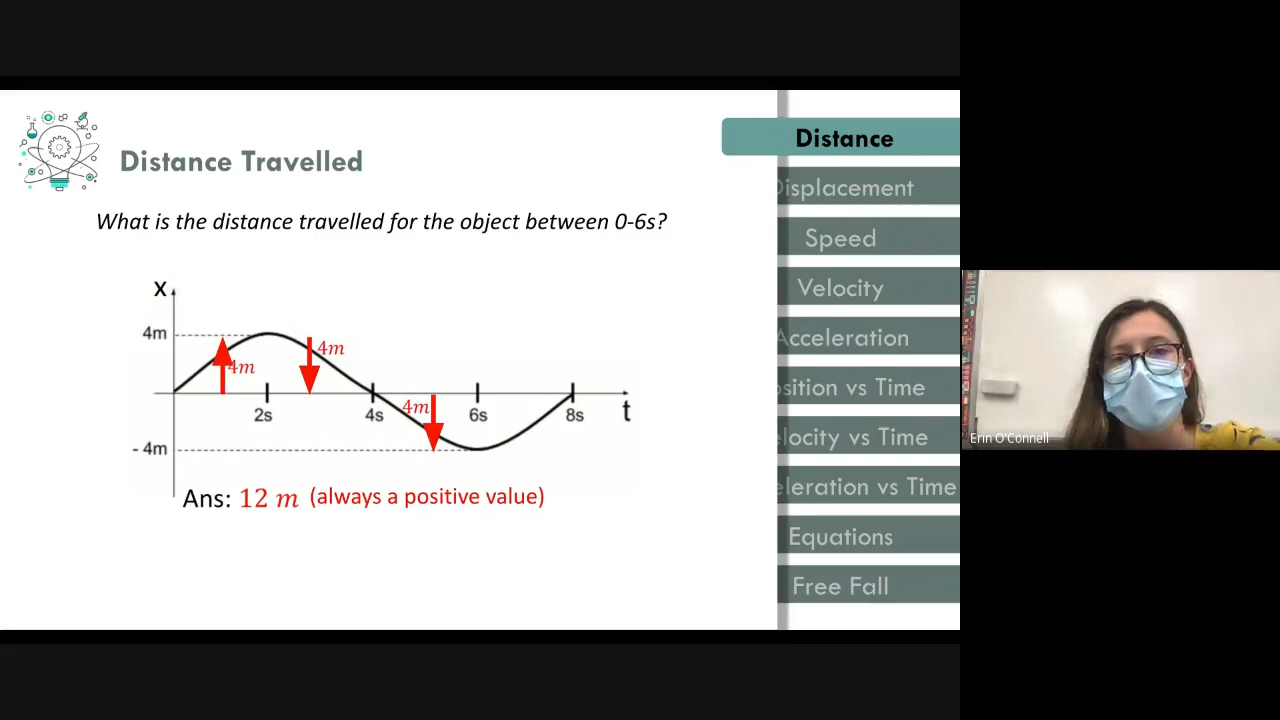 Distance Travelled
What is the distance travelled for the object between 0-6s?
x
4m
4m
4m
2s
4s
4m
6s
8s
t
- 4m
Ans: 12 m (always a positive value)
Distance
Displacement
Speed
Velocity
Acceleration
osition vs Time
elocity vs Time
eleration vs Time
Equations
Free Fall
Erin O'Connell